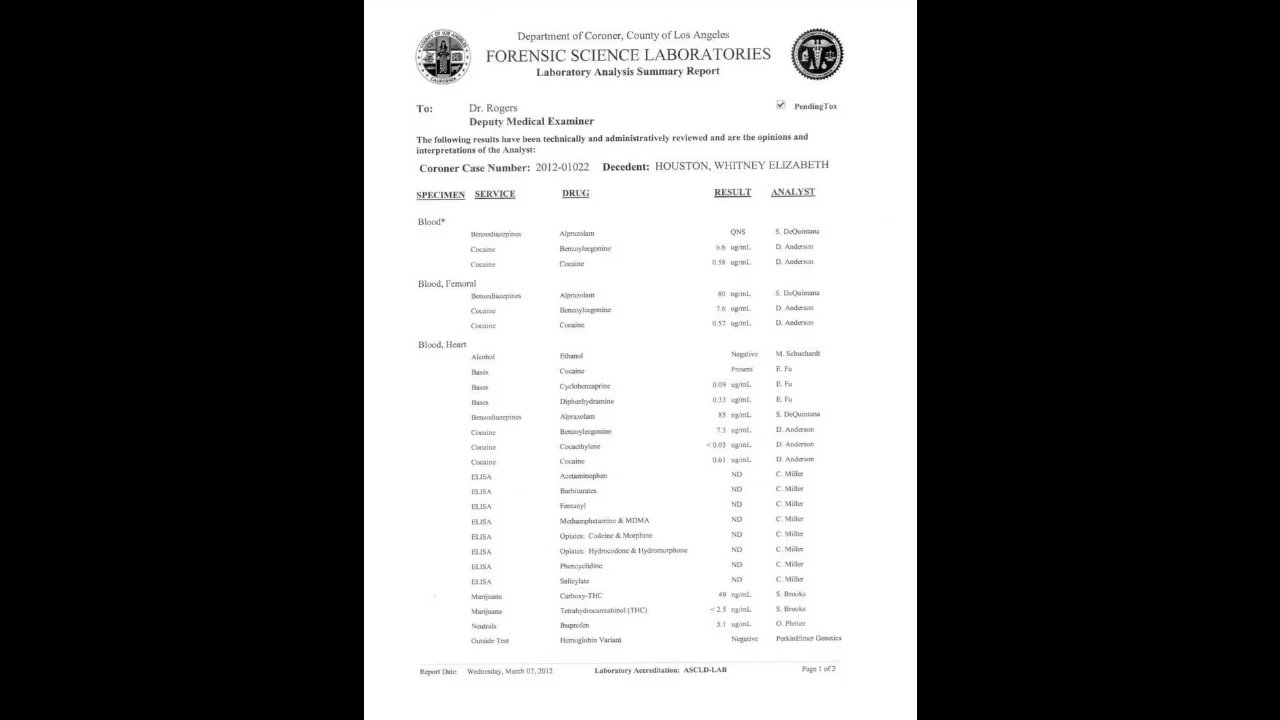 Department of Coroner, County of Los Angeles
FORENSIC SCIENCE LABORATORIES
Laboratory Analysis Summary Report
To: Dr. Rogers
PendingTox
Deputy Medical Examiner
The following results have been technically and administratively reviewed and are the opinions and
interpretations of the Analyst:
Coroner Case Number: 2012-01022 Decedent: HOUSTON, WHITNEY ELIZABETH
SPECIMEN SERVICE DRUG RESULT ANALYST
Blood*
Benzodiazepines Alprazolam QNS S. DeQuintana
Cocaine Benzoylecgonine 6.6 ug/mL D. Anderson
Cocaine Cocaine 0.58 ug/mL D. Anderson
Blood, Femoral
Benzodiazepines Alprazolam 80 ng/mL S. DeQuintana
Cocaine Benzoylecgonine 7.6 ug/mL D. Anderson
Cocaine Cocaine 0.57 ug/mL D. Anderson
Blood, Heart
Alcohol Ethanol Negative M. Schuchardt
Bases Cocaine Present E. Fu
Bases Cyclobenzaprine 0.09 ug/mL E. Fu
Bases Diphenhydramine 0.33 ug/mL E. Fu
Benzodiazepines Alprazolam 85 ng/mL S. DeQuintana
Cocaine Benzoylecgonine 7.3 ug/mL D. Anderson
Cocaine Cocaethylene < 0.03 ug/mL D. Anderson
Cocaine Cocaine 0.61 ug/mL D. Anderson
ELISA Acetaminophen ND C. Miller
ELISA Barbiturates ND C. Miller
ELISA Fentanyl ND C. Miller
ELISA Methamphetamine & MDMA ND C. Miller
ELISA Opiates: Codeine & Morphine ND C. Miller
ELISA Opiates: Hydrocodone & Hydromorphone ND C. Miller
ELISA Phencyclidine ND C. Miller
ELISA Salicylate ND C. Miller
Marijuana Carboxy-THC 49 ng/mL S. Brooks
Marijuana Tetrahydrocannabinol (THC) < 2.5 ng/mL S. Brooks
Neutrals Ibuprofen 5.1 ug/mL O. Pleitez
Outside Test Hemoglobin Variant Negative PerkinElmer Genetics
Report Date: Wednesday, March 07, 2012 Laboratory Accreditation: ASCLD-LAB Page 1 of 2